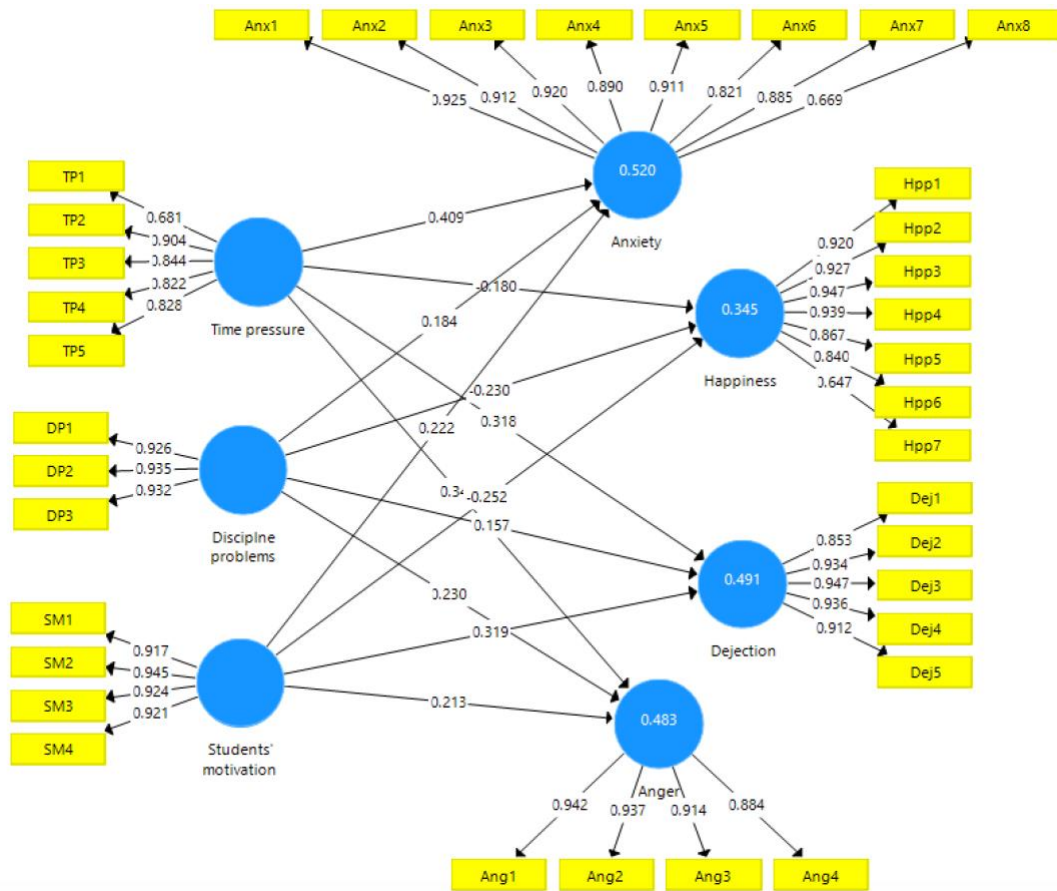 Anx1 Anx2 Anx3 Anx4 Anx5 Anx6 Anx7 Anx8
0.925 0.912 0.920 0.890 0.911 0.821 0.885 0.669
0.520
Anxiety
TP1
TP2
TP3
TP4
TP5
0.681
0.904
0.844
0.822
0.828
Time pressure
0.409
-0.180
0.184
-0.230
0.318
0.222
-0.252
0.157
0.230
0.319
0.213
0.345
Happiness
0.920
0.927
0.947
0.939
0.867
0.840
0.647
Hpp1
Hpp2
Hpp3
Hpp4
Hpp5
Hpp6
Hpp7
DP1
DP2
DP3
0.926
0.935
0.932
Disciplne
problems
0.491
Dejection
0.853
0.934
0.947
0.936
0.912
Dej1
Dej2
Dej3
Dej4
Dej5
SM1
SM2
SM3
SM4
0.917
0.945
0.924
0.921
Students'
motivation
0.483
Anger
0.942 0.937 0.914 0.884
Ang1 Ang2 Ang3 Ang4